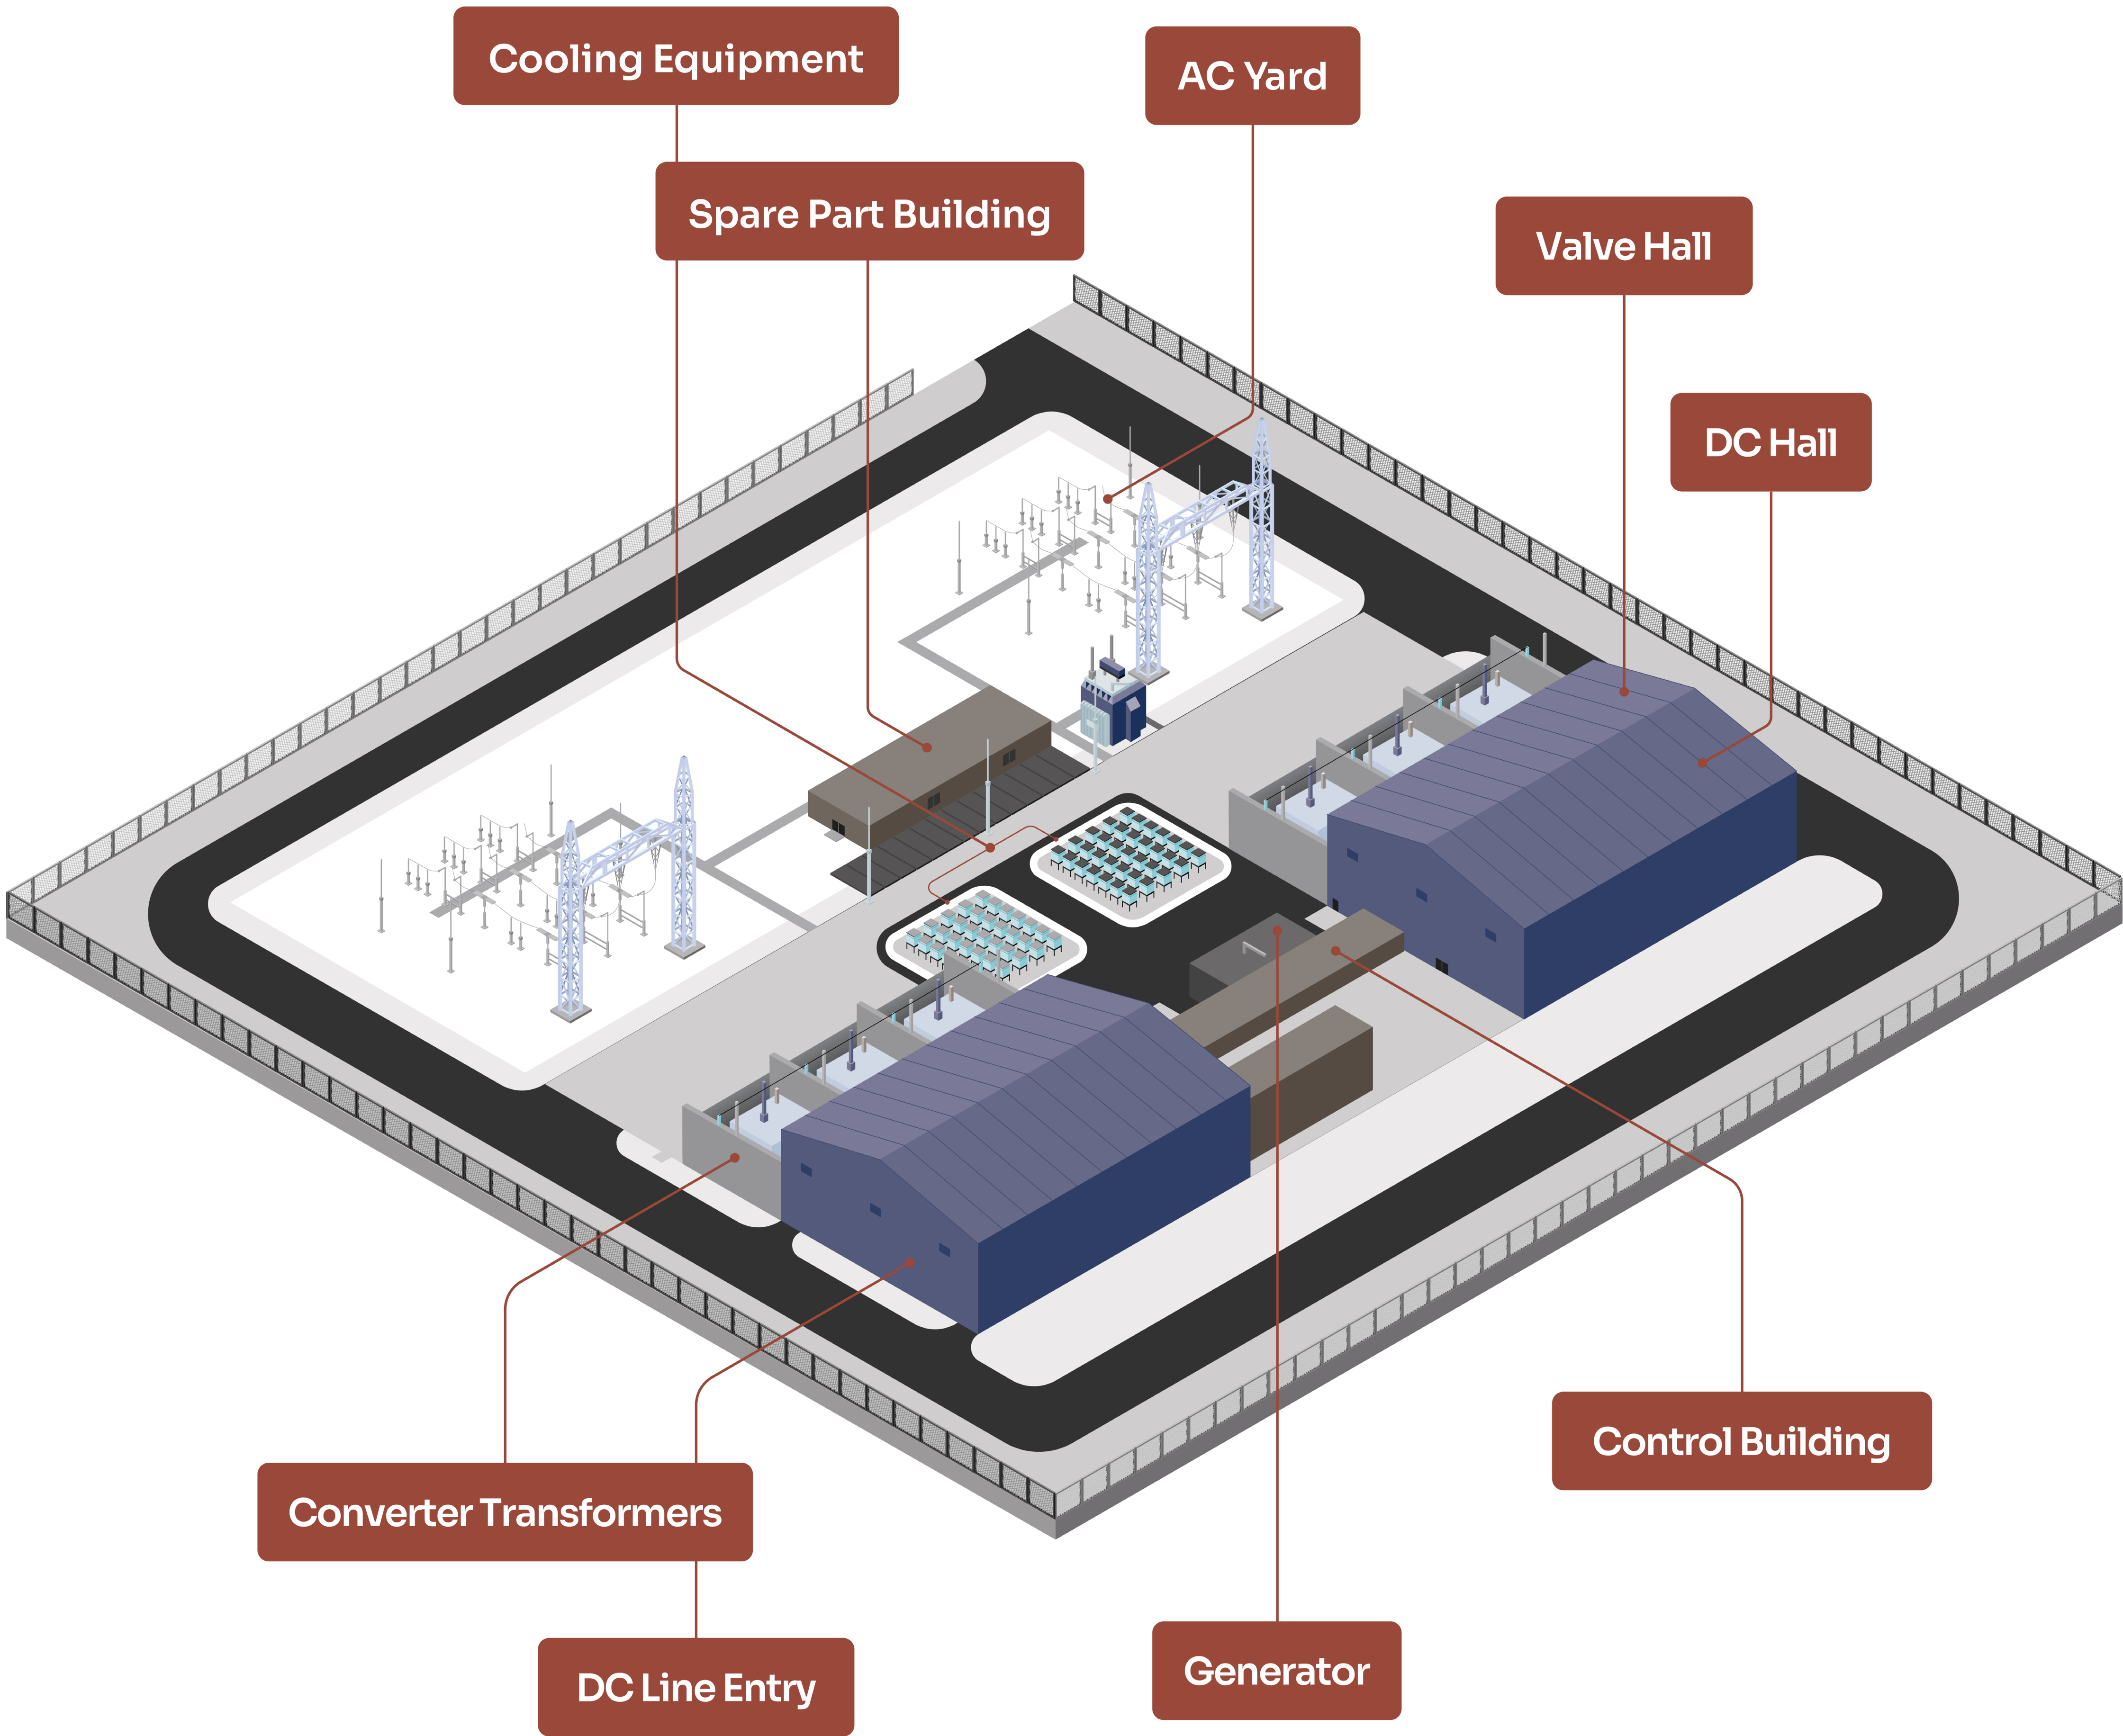 Cooling Equipment
AC Yard
Spare Part Building
Valve Hall
DC Hall
Control Building
Converter Transformers
Generator
DC Line Entry